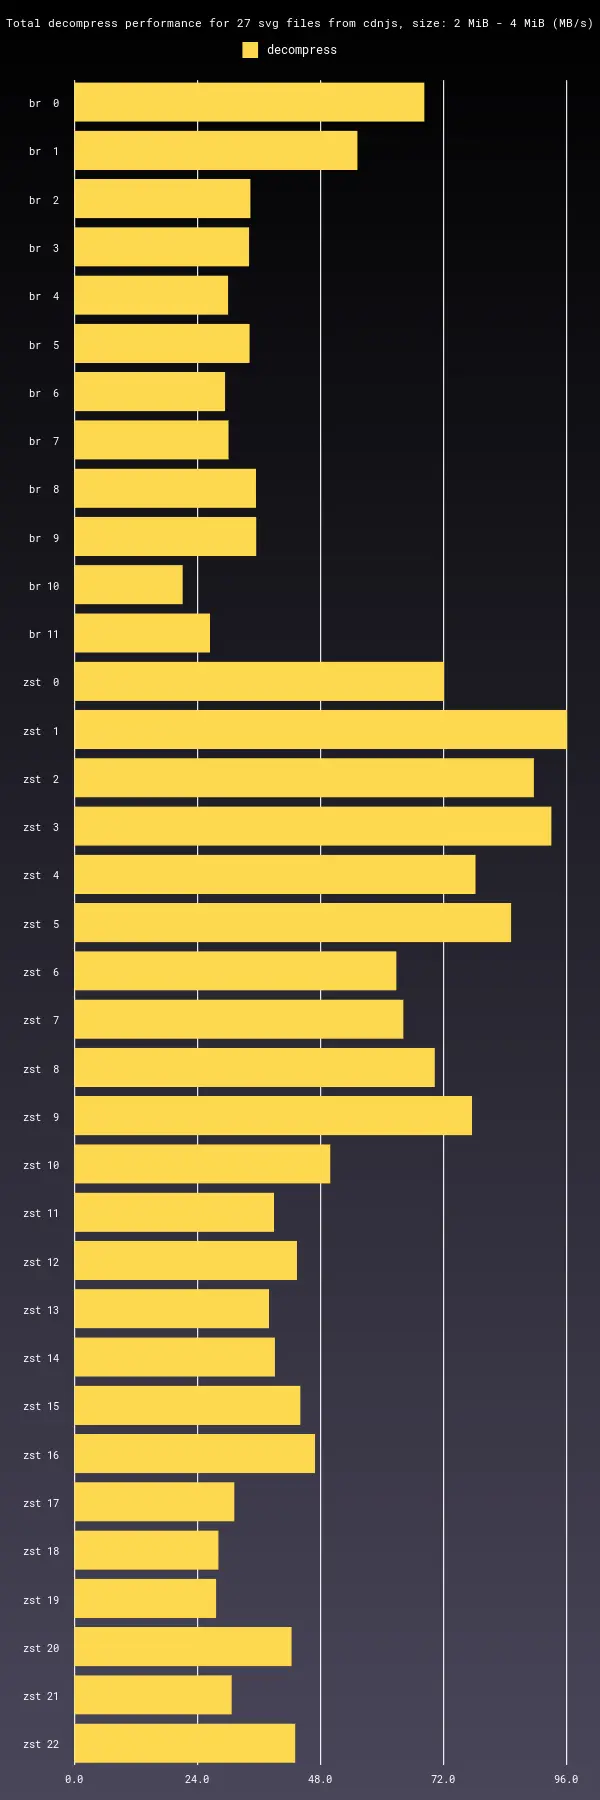 Total decompress performance for 27 svg files from cdnjs, size: 2 MiB - 4 MiB (MB/s)
decompress
br 0
br 1
br 2
br 3
br 4
br 5
br 6
br 7
br 8
br 9
br 10
br 11
zst 0
zst 1
zst 2
zst 3
zst 4
zst 5
zst 6
zst 7
zst 8
zst 9
zst 10
zst 11
zst 12
zst 13
zst 14
zst 15
zst 16
zst 17
zst 18
zst 19
zst 20
zst 21
zst 22
0.0 24.0 48.0 72.0 96.0